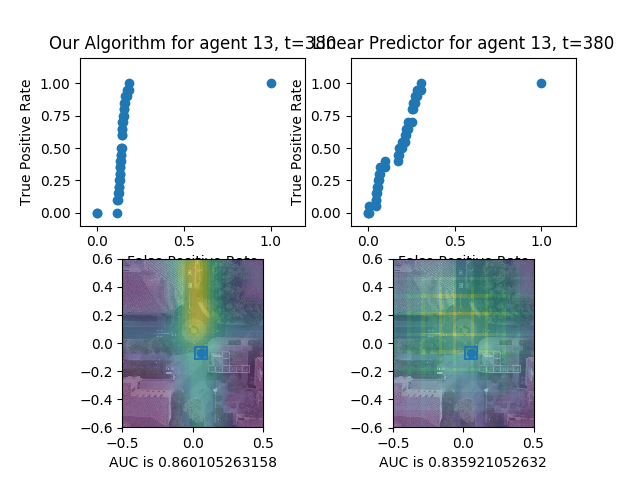 Our Algorithm for agent 13, t=380
Linear Predictor for agent 13, t=380
True Positive Rate
1.00
0.75
0.50
0.25
0.00
0.0 0.5 1.0
False Positive Rate
True Positive Rate
1.00
0.75
0.50
0.25
0.00
0.0 0.5 1.0
False Positive Rate
0.6
0.4
0.2
0.0
−0.2
−0.4
−0.6
−0.5 0.0 0.5
AUC is 0.860105263158
0.6
0.4
0.2
0.0
−0.2
−0.4
−0.6
−0.5 0.0 0.5
AUC is 0.835921052632